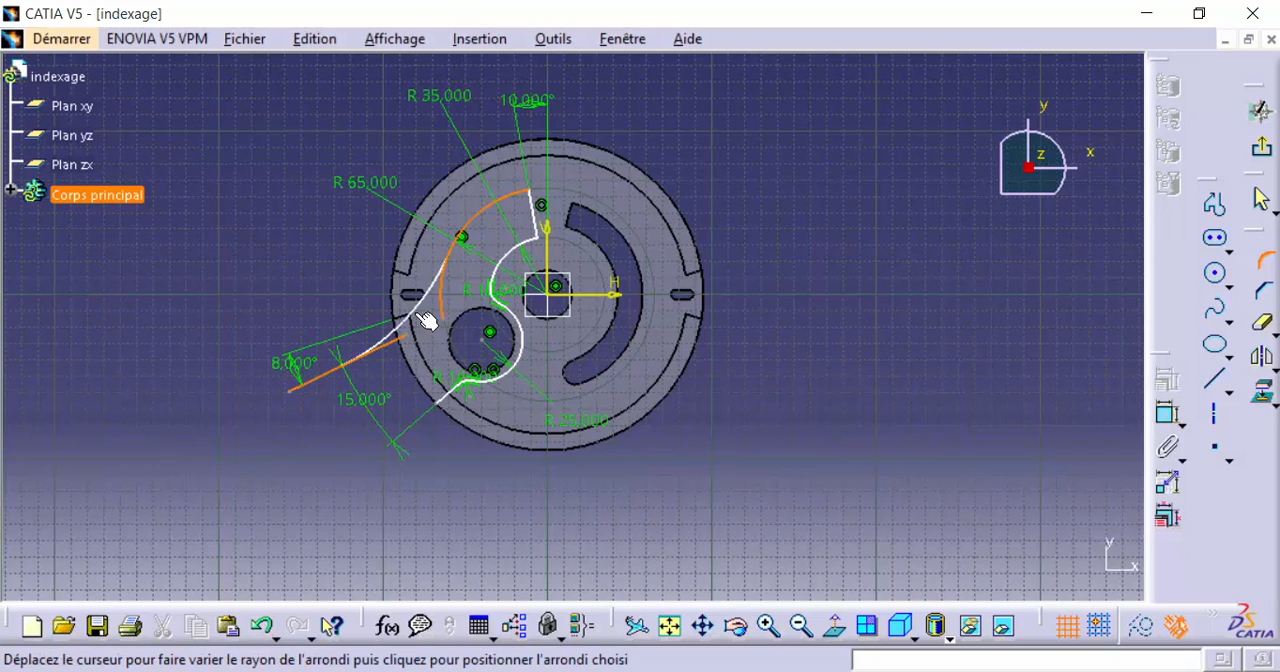 CATIA V5 - [indexage]
Démarrer ENOVIA V5 VPM Fichier Edition Affichage Insertion Outils Fenêtre Aide
indexage
Plan xy
Plan yz
Plan zx
Corps principal
R 35,000
10,000°
R 65,000
8,000°
15,000°
R 25,000
V
H
y
z
x
y
x
f(x)
CATIA
Déplacez le curseur pour faire varier le rayon de l'arrondi puis cliquez pour positionner l'arrondi choisi